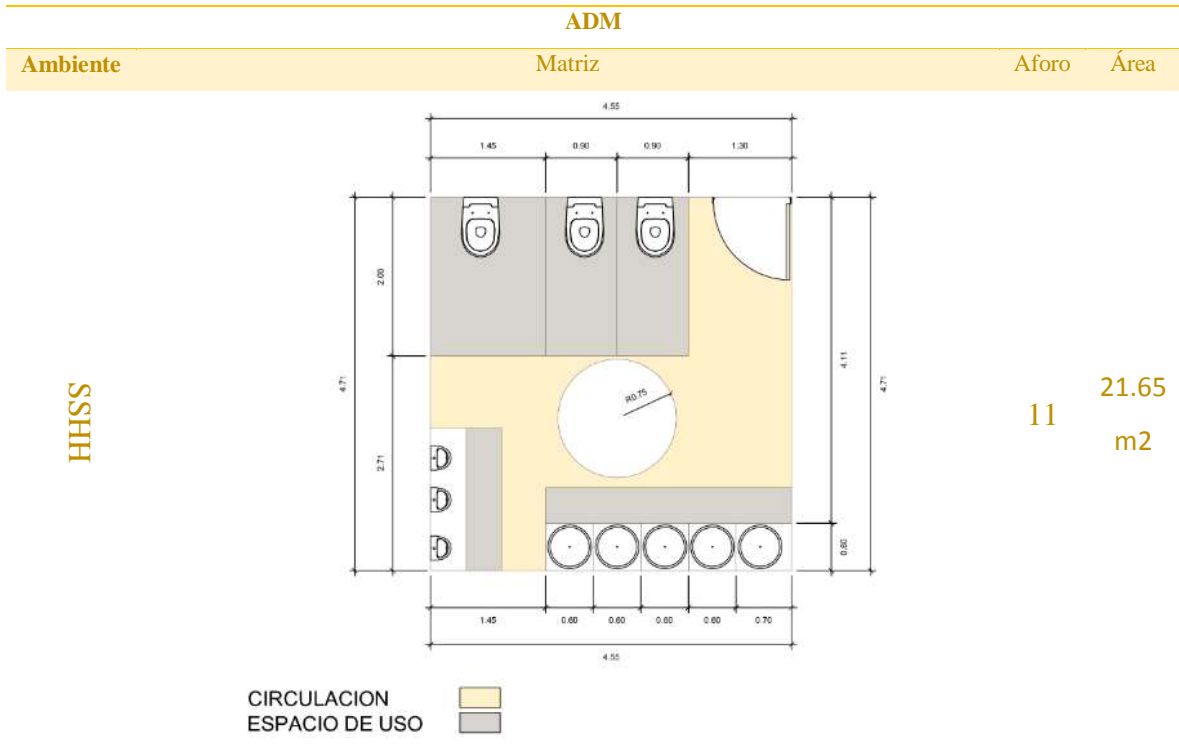 ADM
Ambiente Matriz Aforo Área
4.55
1.45 0.90 0.90 1.30
2.00
4.71
2.71
R0.75
4.11
4.71
0.60
SSHH
11
21.65
m2
1.45 0.60 0.60 0.60 0.60 0.70
4.55
CIRCULACION
ESPACIO DE USO